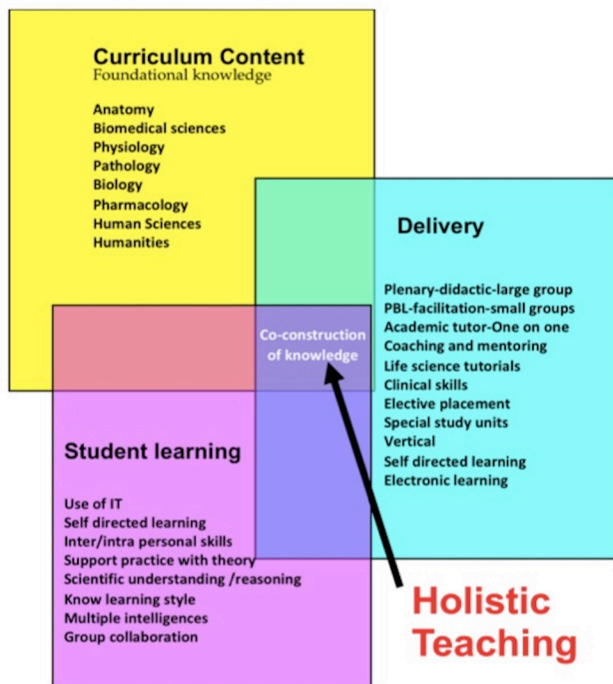 Curriculum Content
Foundational knowledge
Anatomy
Biomedical sciences
Physiology
Pathology
Biology
Pharmacology
Human Sciences
Humanities
Delivery
Plenary-didactic-large group
PBL-facilitation-small groups
Academic tutor-One on one
Coaching and mentoring
Life science tutorials
Clinical skills
Elective placement
Special study units
Vertical
Self directed learning
Electronic learning
Co-construction
of knowledge
Student learning
Use of IT
Self directed learning
Inter/intra personal skills
Support practice with theory
Scientific understanding /reasoning
Know learning style
Multiple intelligences
Group collaboration
Holistic
Teaching